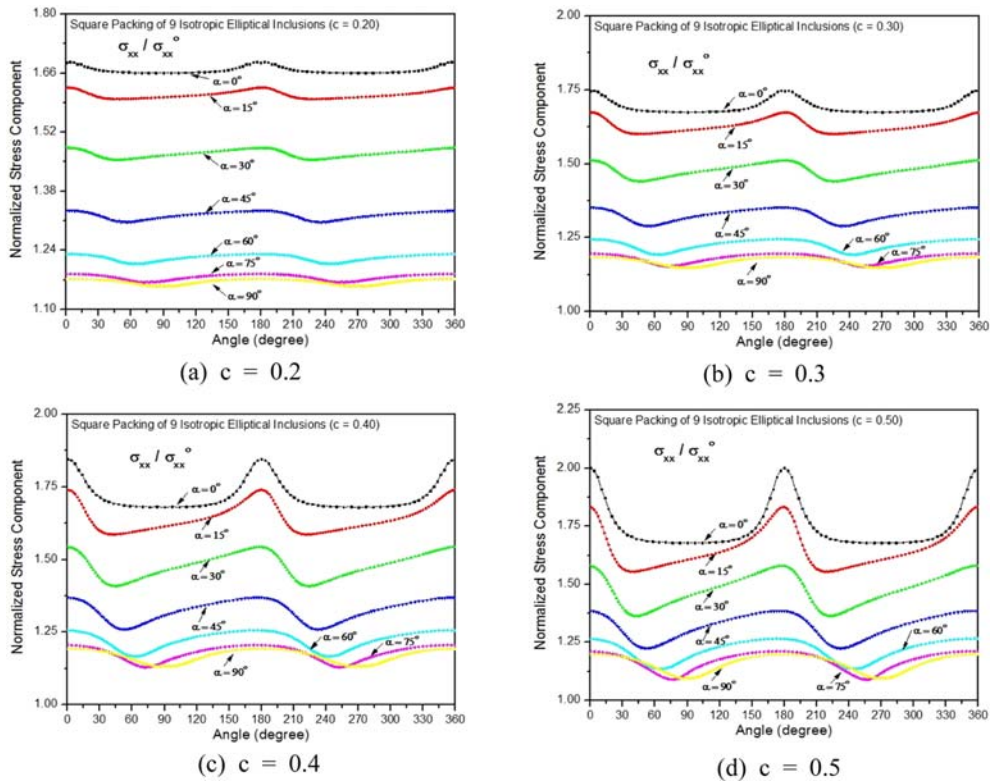 Square Packing of 9 Isotropic Elliptical Inclusions (c = 0.20)
σxx / σxx°
Normalized Stress Component
1.80
1.66
1.52
1.38
1.24
1.10
α=0°
α=15°
α=30°
α=45°
α=60°
α=75°
α=90°
0 30 60 90 120 150 180 210 240 270 300 330 360
Angle (degree)
(a) c = 0.2
Square Packing of 9 Isotropic Elliptical Inclusions (c = 0.30)
σxx / σxx°
Normalized Stress Component
2.00
1.75
1.50
1.25
1.00
α=0°
α=15°
α=30°
α=45°
α=60°
α=75°
α=90°
0 30 60 90 120 150 180 210 240 270 300 330 360
Angle (degree)
(b) c = 0.3
Square Packing of 9 Isotropic Elliptical Inclusions (c = 0.40)
σxx / σxx°
Normalized Stress Component
2.00
1.75
1.50
1.25
1.00
α=0°
α=15°
α=30°
α=45°
α=60°
α=75°
α=90°
0 30 60 90 120 150 180 210 240 270 300 330 360
Angle (degree)
(c) c = 0.4
Square Packing of 9 Isotropic Elliptical Inclusions (c = 0.50)
σxx / σxx°
Normalized Stress Component
2.25
2.00
1.75
1.50
1.25
1.00
α=0°
α=15°
α=30°
α=45°
α=60°
α=90°
α=75°
0 30 60 90 120 150 180 210 240 270 300 330 360
Angle (degree)
(d) c = 0.5